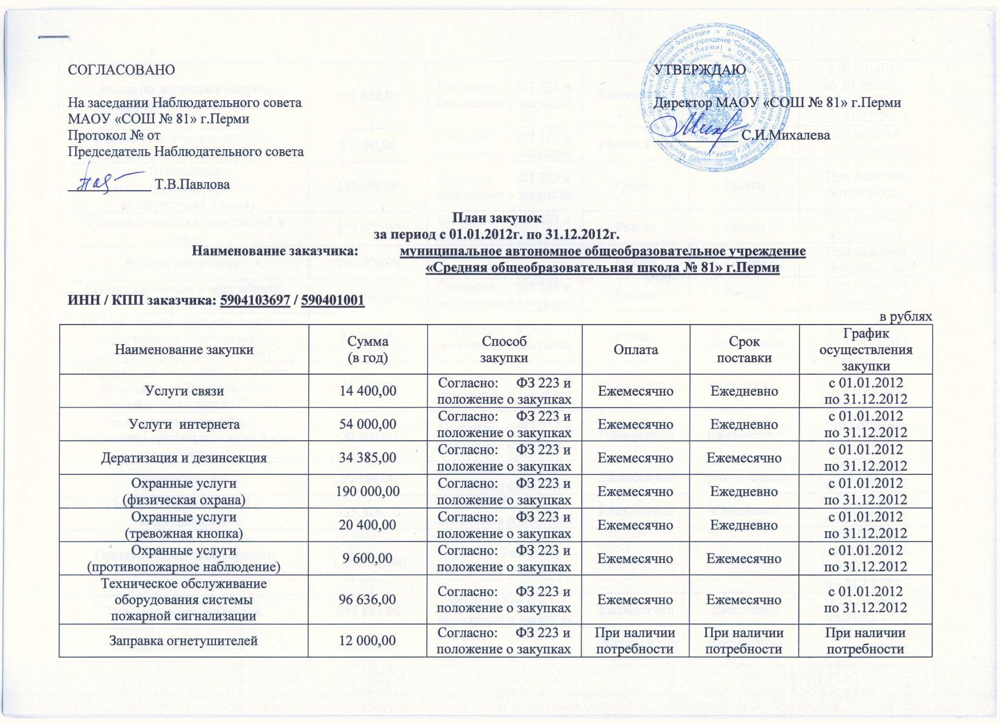 СОГЛАСОВАНО
На заседании Наблюдательного совета
МАОУ «СОШ № 81» г.Перми
Протокол № от
Председатель Наблюдательного совета
Т.В.Павлова
УТВЕРЖДАЮ
Директор МАОУ «СОШ № 81» г.Перми
С.И.Михалева
План закупок
за период с 01.01.2012г. по 31.12.2012г.
Наименование заказчика: муниципальное автономное общеобразовательное учреждение
«Средняя общеобразовательная школа № 81» г.Перми
ИНН / КПП заказчика: 5904103697 / 590401001
в рублях
Наименование закупки
Сумма
(в год)
Способ
закупки
Оплата
Срок
поставки
График
осуществления
закупки
Услуги связи
14 400,00
Согласно: ФЗ 223 и
положение о закупках
Ежемесячно
Ежедневно
с 01.01.2012
по 31.12.2012
Услуги интернета
54 000,00
Согласно: ФЗ 223 и
положение о закупках
Ежемесячно
Ежедневно
с 01.01.2012
по 31.12.2012
Дератизация и дезинсекция
34 385,00
Согласно: ФЗ 223 и
положение о закупках
Ежемесячно
Ежемесячно
с 01.01.2012
по 31.12.2012
Охранные услуги
(физическая охрана)
190 000,00
Согласно: ФЗ 223 и
положение о закупках
Ежемесячно
Ежедневно
с 01.01.2012
по 31.12.2012
Охранные услуги
(тревожная кнопка)
20 400,00
Согласно: ФЗ 223 и
положение о закупках
Ежемесячно
Ежедневно
с 01.01.2012
по 31.12.2012
Охранные услуги
(противопожарное наблюдение)
9 600,00
Согласно: ФЗ 223 и
положение о закупках
Ежемесячно
Ежемесячно
с 01.01.2012
по 31.12.2012
Техническое обслуживание
оборудования системы
пожарной сигнализации
96 636,00
Согласно: ФЗ 223 и
положение о закупках
Ежемесячно
Ежемесячно
с 01.01.2012
по 31.12.2012
Заправка огнетушителей
12 000,00
Согласно: ФЗ 223 и
положение о закупках
При наличии
потребности
При наличии
потребности
При наличии
потребности